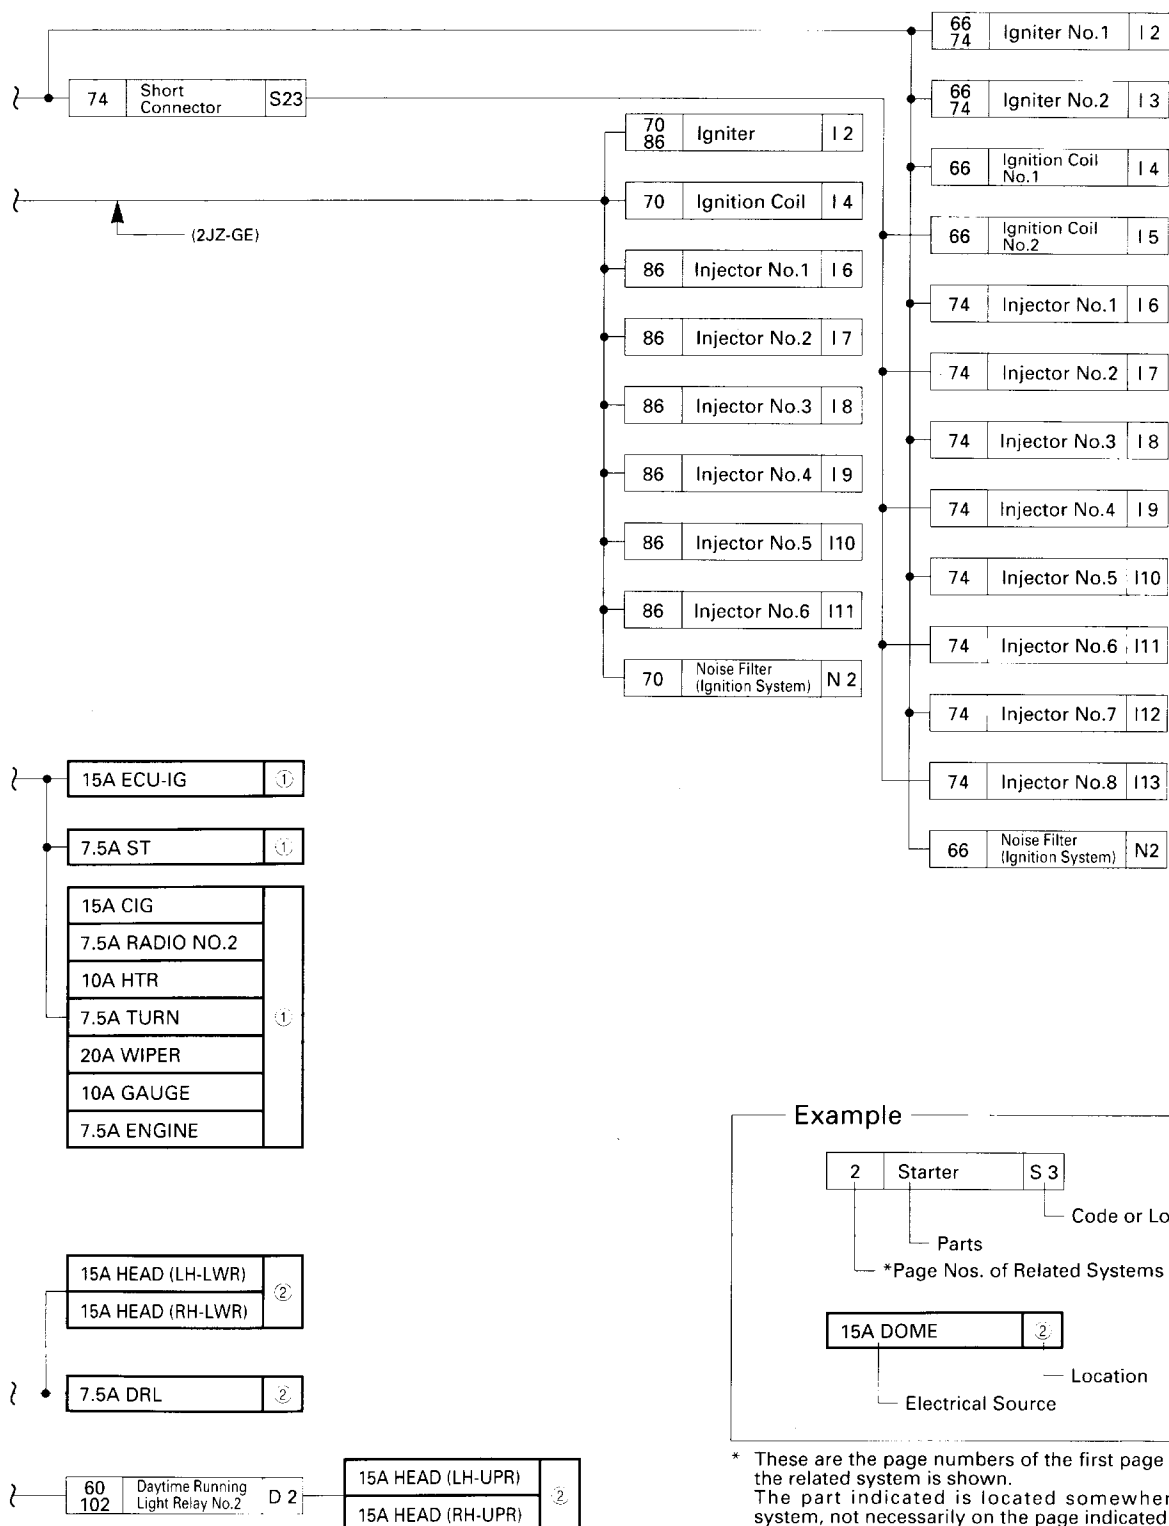 66
74
Igniter No.1
I 2
66
74
Igniter No.2
I 3
66
Ignition Coil
No.1
I 4
66
Ignition Coil
No.2
I 5
74
Injector No.1
I 6
74
Injector No.2
I 7
74
Injector No.3
I 8
74
Injector No.4
I 9
74
Injector No.5
I10
74
Injector No.6
I11
74
Injector No.7
I12
74
Injector No.8
I13
66
Noise Filter
(Ignition System)
N2
74
Short
Connector
S23
70
86
Igniter
I 2
70
Ignition Coil
I 4
86
Injector No.1
I 6
86
Injector No.2
I 7
86
Injector No.3
I 8
86
Injector No.4
I 9
86
Injector No.5
I10
86
Injector No.6
I11
70
Noise Filter
(Ignition System)
N 2
(2JZ-GE)
15A ECU-IG
①
7.5A ST
①
15A CIG
7.5A RADIO NO.2
10A HTR
7.5A TURN
①
20A WIPER
10A GAUGE
7.5A ENGINE
15A HEAD (LH-LWR)
②
15A HEAD (RH-LWR)
7.5A DRL
②
60
102
Daytime Running
Light Relay No.2
D 2
15A HEAD (LH-UPR)
②
15A HEAD (RH-UPR)
Example
2
Starter
S 3
Code or Lo
Parts
*Page Nos. of Related Systems
15A DOME
②
Location
Electrical Source
* These are the page numbers of the first page
the related system is shown.
The part indicated is located somewher
system, not necessarily on the page indicated